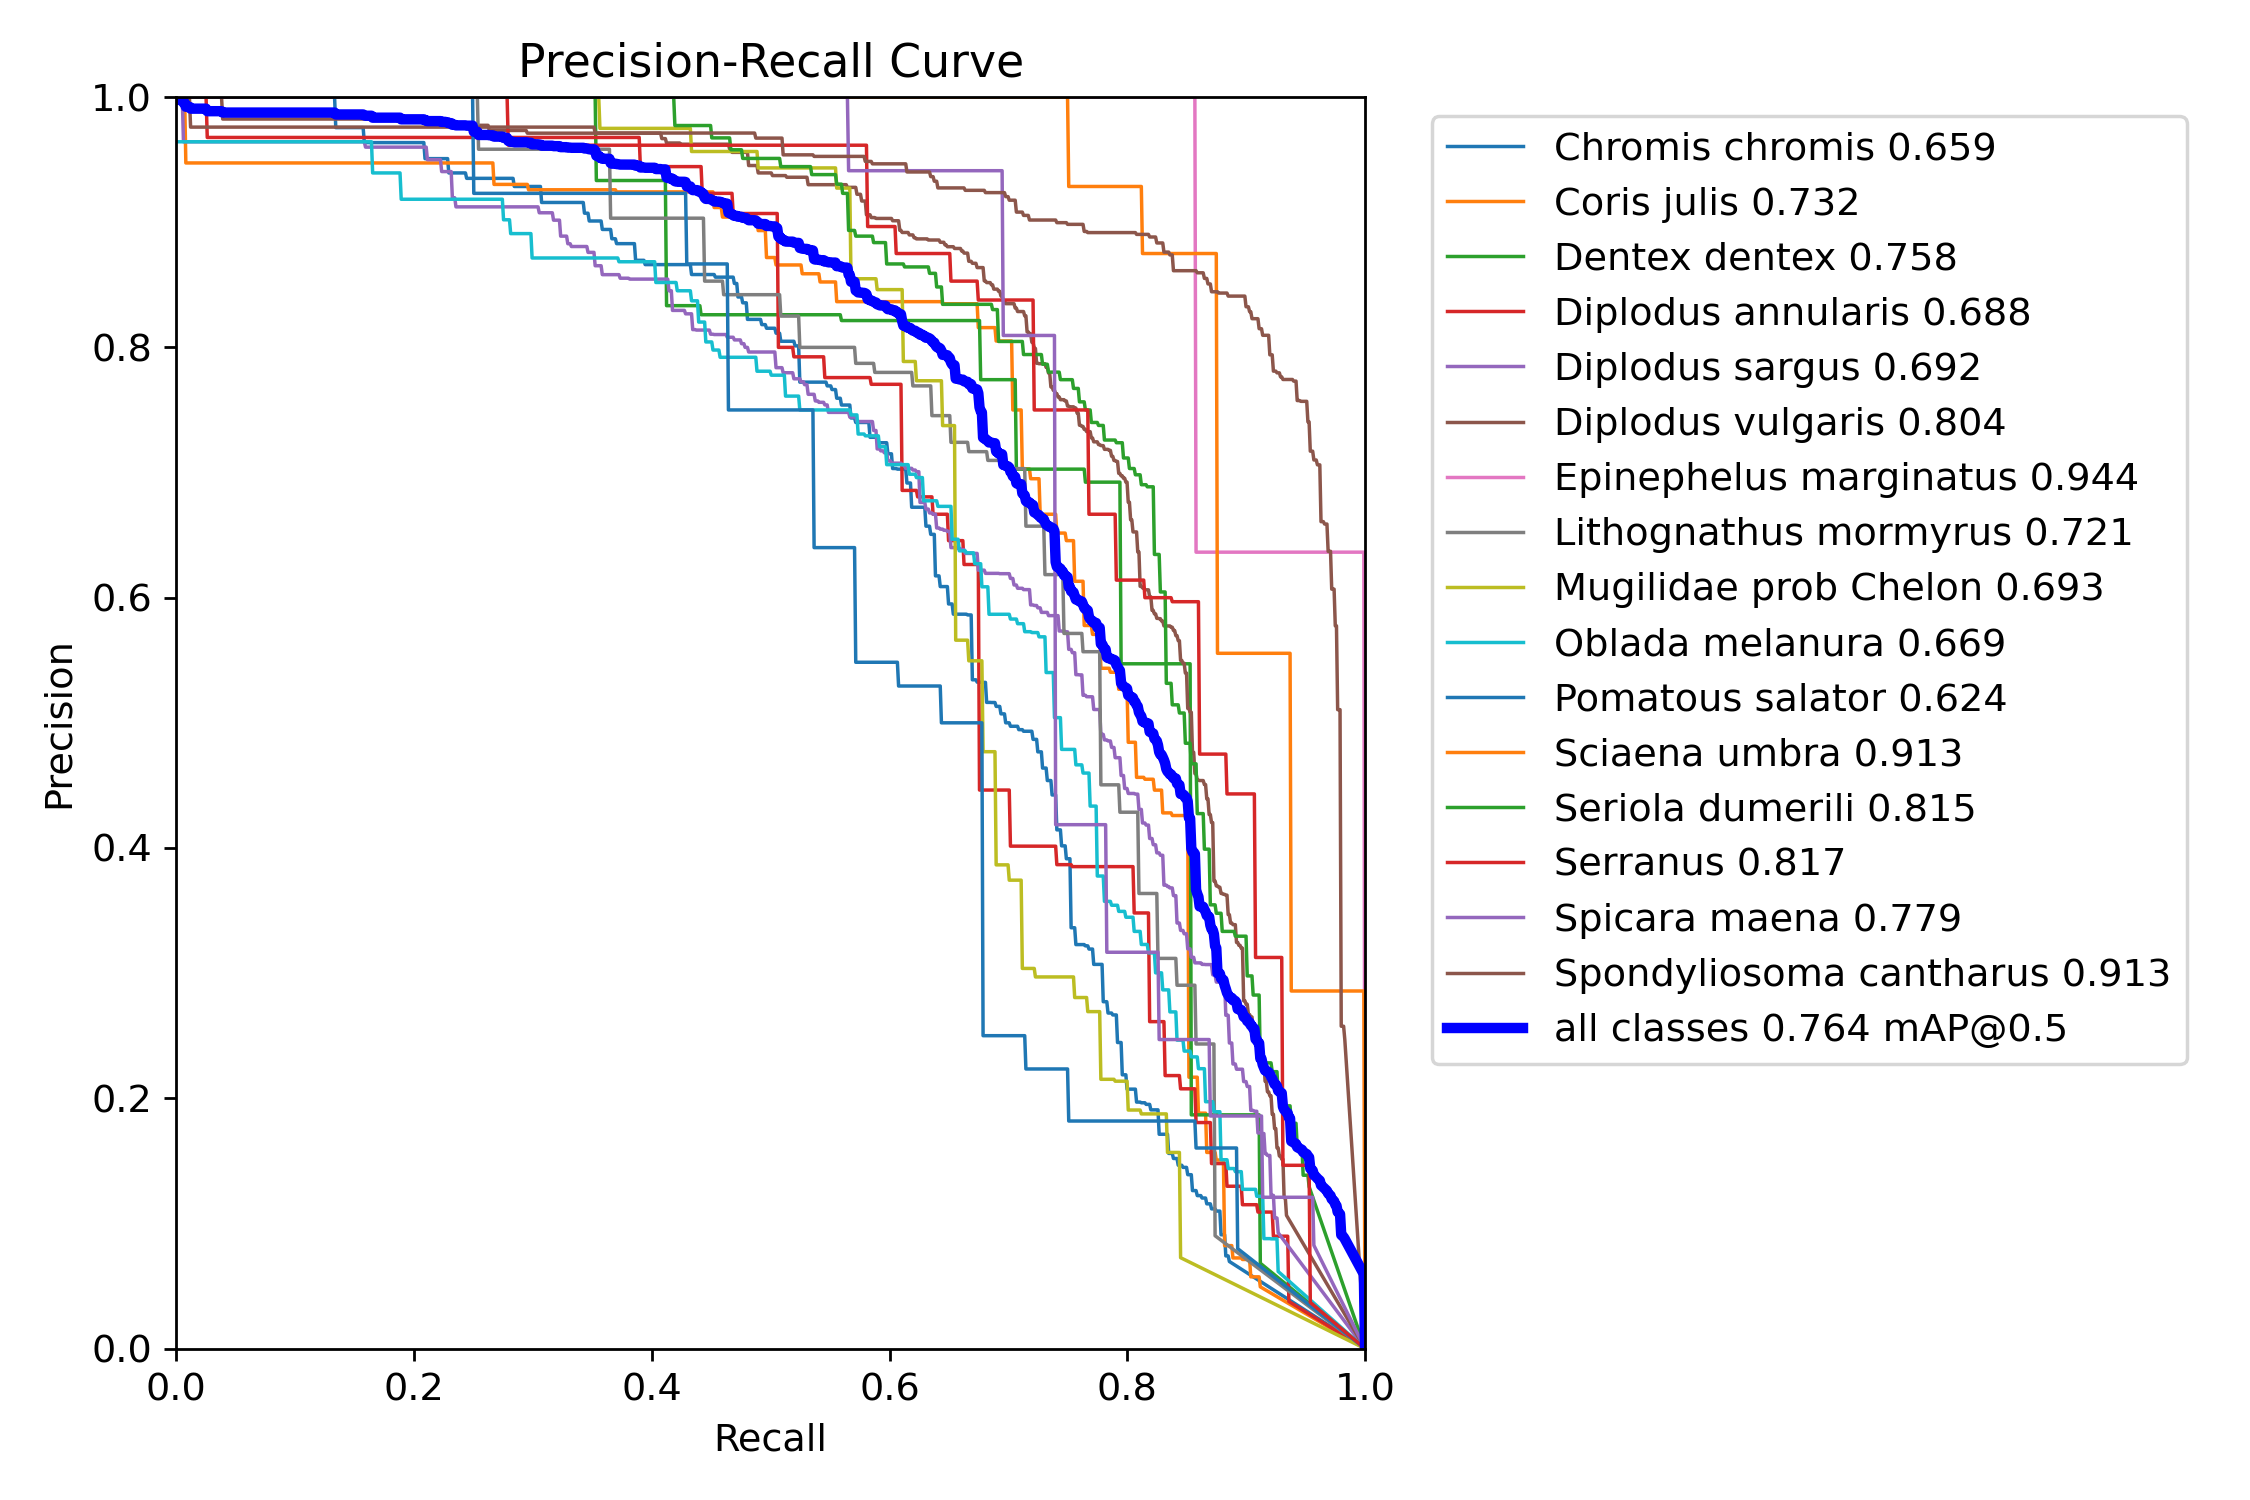 Precision-Recall Curve
1.0
0.8
0.6
0.4
0.2
0.0
Precision
0.0 0.2 0.4 0.6 0.8 1.0
Recall
Chromis chromis 0.659
Coris julis 0.732
Dentex dentex 0.758
Diplodus annularis 0.688
Diplodus sargus 0.692
Diplodus vulgaris 0.804
Epinephelus marginatus 0.944
Lithognathus mormyrus 0.721
Mugilidae prob Chelon 0.693
Oblada melanura 0.669
Pomatous salator 0.624
Sciaena umbra 0.913
Seriola dumerili 0.815
Serranus 0.817
Spicara maena 0.779
Spondyliosoma cantharus 0.913
all classes 0.764 mAP@0.5